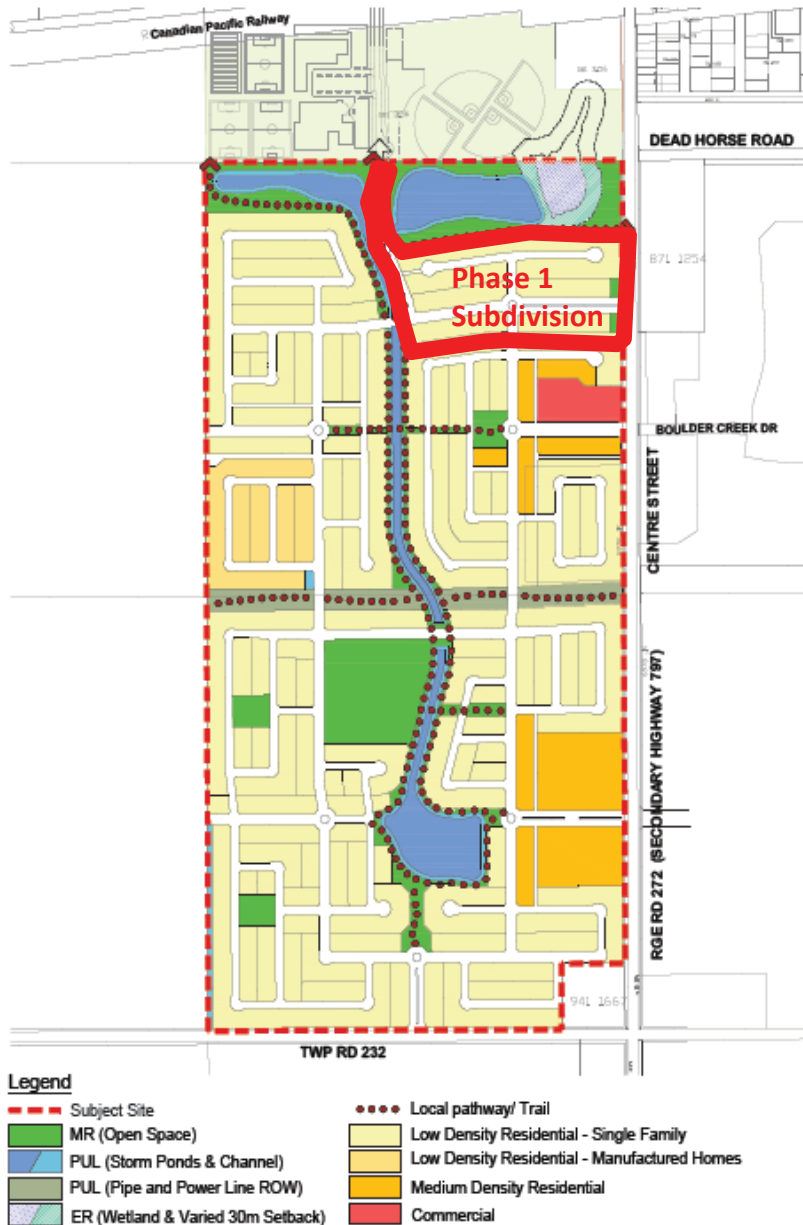 Canadian Pacific Railway
DEAD HORSE ROAD
871 1254
Phase 1
Subdivision
BOULDER CREEK DR
CENTRE STREET
RGE RD 272 (SECONDARY HIGHWAY 797)
941 1667
TWP RD 232
Legend
Subject Site
MR (Open Space)
PUL (Storm Ponds & Channel)
PUL (Pipe and Power Line ROW)
ER (Wetland & Varied 30m Setback)
Local pathway/ Trail
Low Density Residential - Single Family
Low Density Residential - Manufactured Homes
Medium Density Residential
Commercial